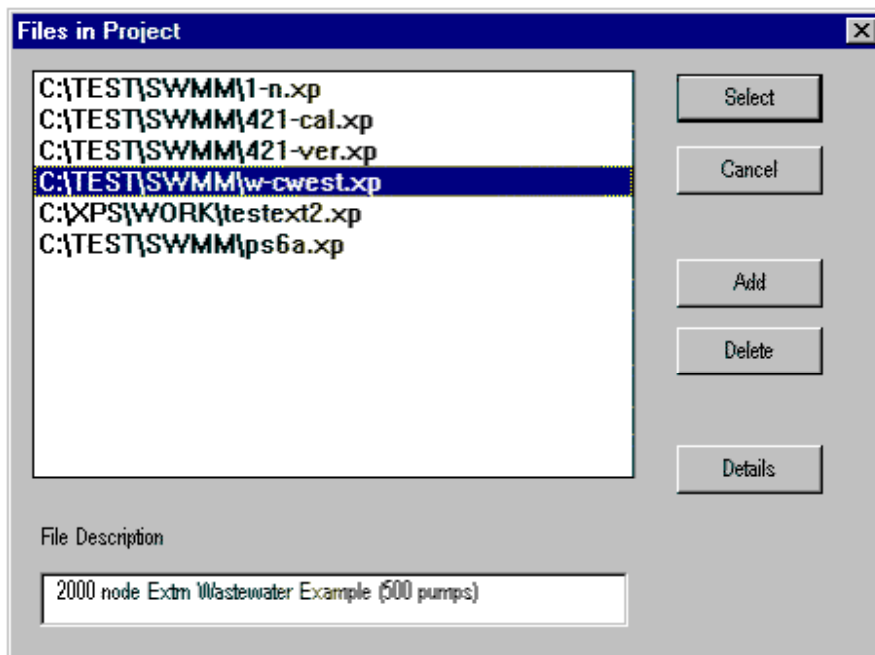 Files in Project
C:\TEST\SWMM\1-n.xp
C:\TEST\SWMM\421-cal.xp
C:\TEST\SWMM\421-ver.xp
C:\TEST\SWMM\w-cwest.xp
C:\XPS\WORK\testext2.xp
C:\TEST\SWMM\ps6a.xp
Select
Cancel
Add
Delete
Details
File Description
2000 node Extm Wastewater Example (500 pumps)